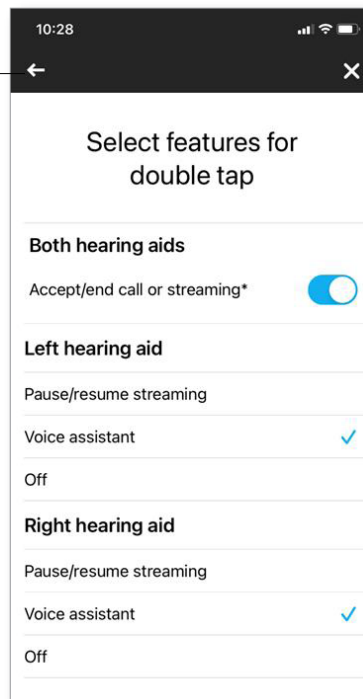 10:28
Select features for
double tap
Both hearing aids
Accept/end call or streaming*
Left hearing aid
Pause/resume streaming
Voice assistant
Off
Right hearing aid
Pause/resume streaming
Voice assistant
Off